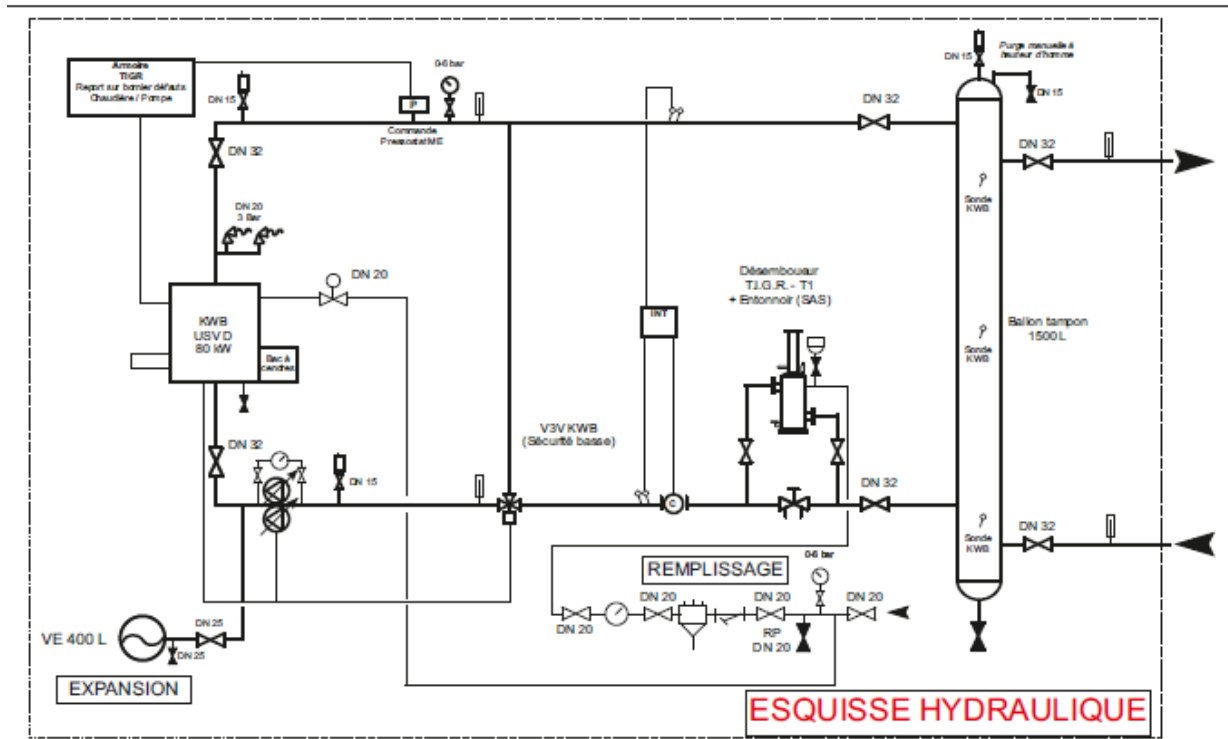 Armoire
TIGR
Report sur bornier défauts
Chaudière / Pompe
DN 15
0-6 bar
P
Commande
Pressostat ME
DN 32
DN 15
Purge manuelle à
hauteur d'homme
DN 15
DN 32
DN 32
DN 20
3 Bar
Sonde
KWB
DN 20
KWB
USV D
80 kW
Bac à
cendres
INT
Désemboueur
T.I.G.R. - T1
+ Entonnoir (SAS)
Sonde
KWB
Ballon tampon
1500 L
DN 32
DN 15
V3V KWB
(Sécurité basse)
C
DN 32
Sonde
KWB
DN 32
REMPLISSAGE
0-6 bar
DN 20
DN 20
DN 20
DN 20
RP
DN 20
VE 400 L
DN 25
DN 25
EXPANSION
ESQUISSE HYDRAULIQUE